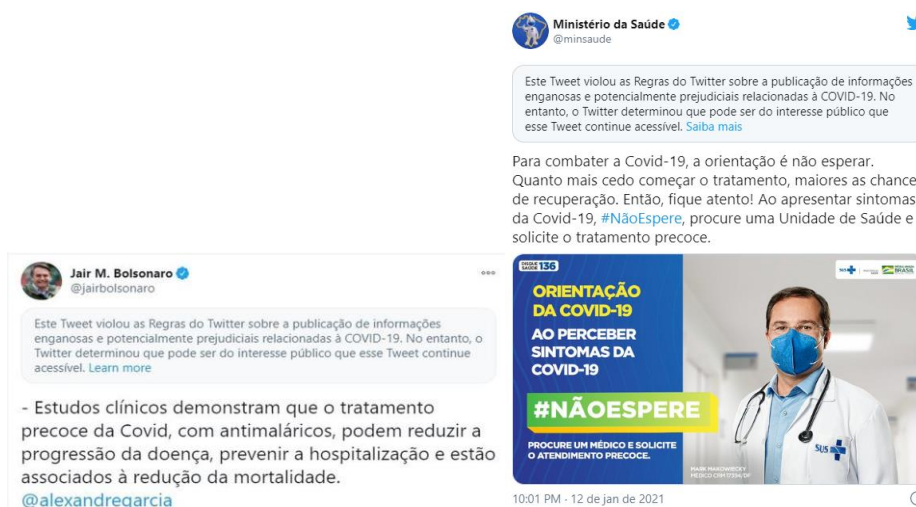 Jair M. Bolsonaro
@jairbolsonaro
Este Tweet violou as Regras do Twitter sobre a publicação de informações
enganosas e potencialmente prejudiciais relacionadas à COVID-19. No entanto, o
Twitter determinou que pode ser do interesse público que esse Tweet continue
acessível. Learn more
- Estudos clínicos demonstram que o tratamento
precoce da Covid, com antimaláricos, podem reduzir a
progressão da doença, prevenir a hospitalização e estão
associados à redução da mortalidade.
@alexandregarcia
Ministério da Saúde
@minsaude
Este Tweet violou as Regras do Twitter sobre a publicação de informações
enganosas e potencialmente prejudiciais relacionadas à COVID-19. No
entanto, o Twitter determinou que pode ser do interesse público que
esse Tweet continue acessível. Saiba mais
Para combater a Covid-19, a orientação é não esperar.
Quanto mais cedo começar o tratamento, maiores as chance
de recuperação. Então, fique atento! Ao apresentar sintomas
da Covid-19, #NãoEspere, procure uma Unidade de Saúde e
solicite o tratamento precoce.
DISQUE
SAÚDE 136
SUS
BRASIL
ORIENTAÇÃO
DA COVID-19
AO PERCEBER
SINTOMAS DA
COVID-19
#NÃOESPERE
PROCURE UM MÉDICO E SOLICITE
O ATENDIMENTO PRECOCE.
SUS
MARK MAKOWIECKY
10:01 PM · 12 de jan de 2021